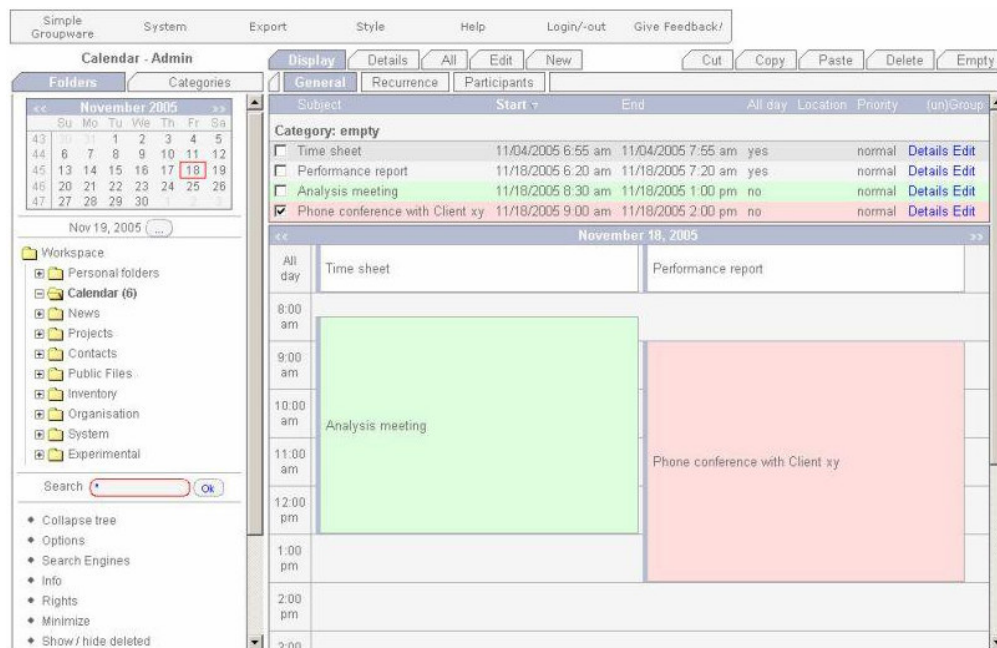 Simple Groupware System Export Style Help Login/-out Give Feedback!
Calendar - Admin
Folders Categories
<< November 2005 >>
Su Mo Tu We Th Fr Sa
43 30 31 1 2 3 4 5
44 6 7 8 9 10 11 12
45 13 14 15 16 17 18 19
46 20 21 22 23 24 25 26
47 27 28 29 30 1 2 3
Nov 19, 2005 ...
Workspace
Personal folders
Calendar (6)
News
Projects
Contacts
Public Files
Inventory
Organisation
System
Experimental
Search * Ok
Collapse tree
Options
Search Engines
Info
Rights
Minimize
Show / hide deleted
Display Details All Edit New Cut Copy Paste Delete Empty
General Recurrence Participants
Subject Start End All day Location Priority (un)Group
Category: empty
Time sheet 11/04/2005 6:55 am 11/04/2005 7:55 am yes normal Details Edit
Performance report 11/18/2005 6:20 am 11/18/2005 7:20 am yes normal Details Edit
Analysis meeting 11/18/2005 8:30 am 11/18/2005 1:00 pm no normal Details Edit
Phone conference with Client xy 11/18/2005 9:00 am 11/18/2005 2:00 pm no normal Details Edit
<< November 18, 2005 >>
All day Time sheet Performance report
8:00 am
9:00 am
10:00 am
Analysis meeting
11:00 am
Phone conference with Client xy
12:00 pm
1:00 pm
2:00 pm
3:00